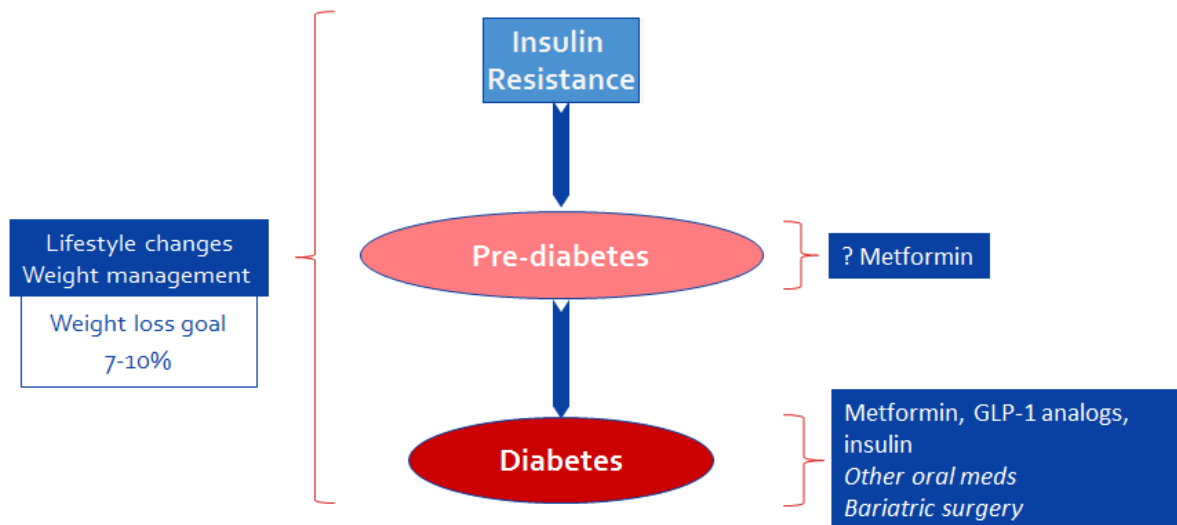 Insulin
Resistance
Lifestyle changes
Weight management
Weight loss goal
7-10%
Pre-diabetes
? Metformin
Diabetes
Metformin, GLP-1 analogs,
insulin
Other oral meds
Bariatric surgery